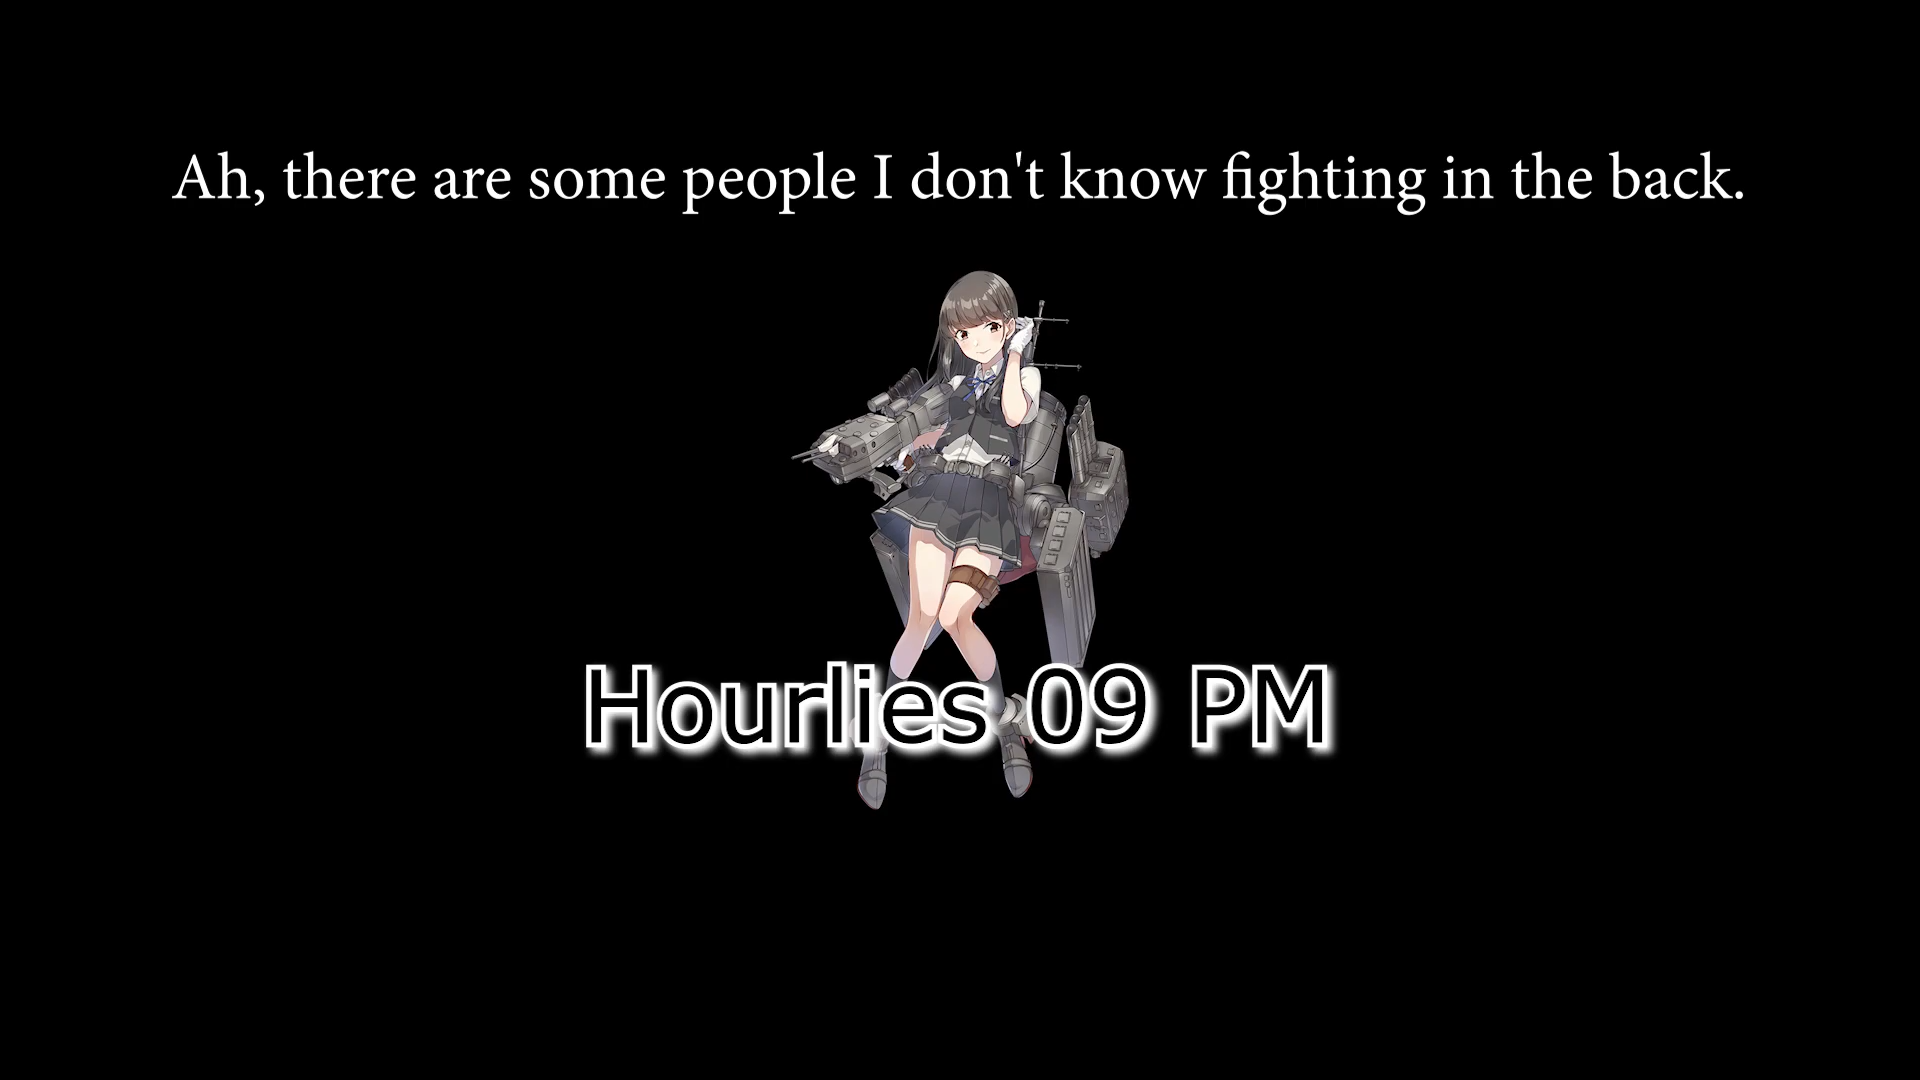 Ah, there are some people I don't know fighting in the back.
Hourlies 09 PM